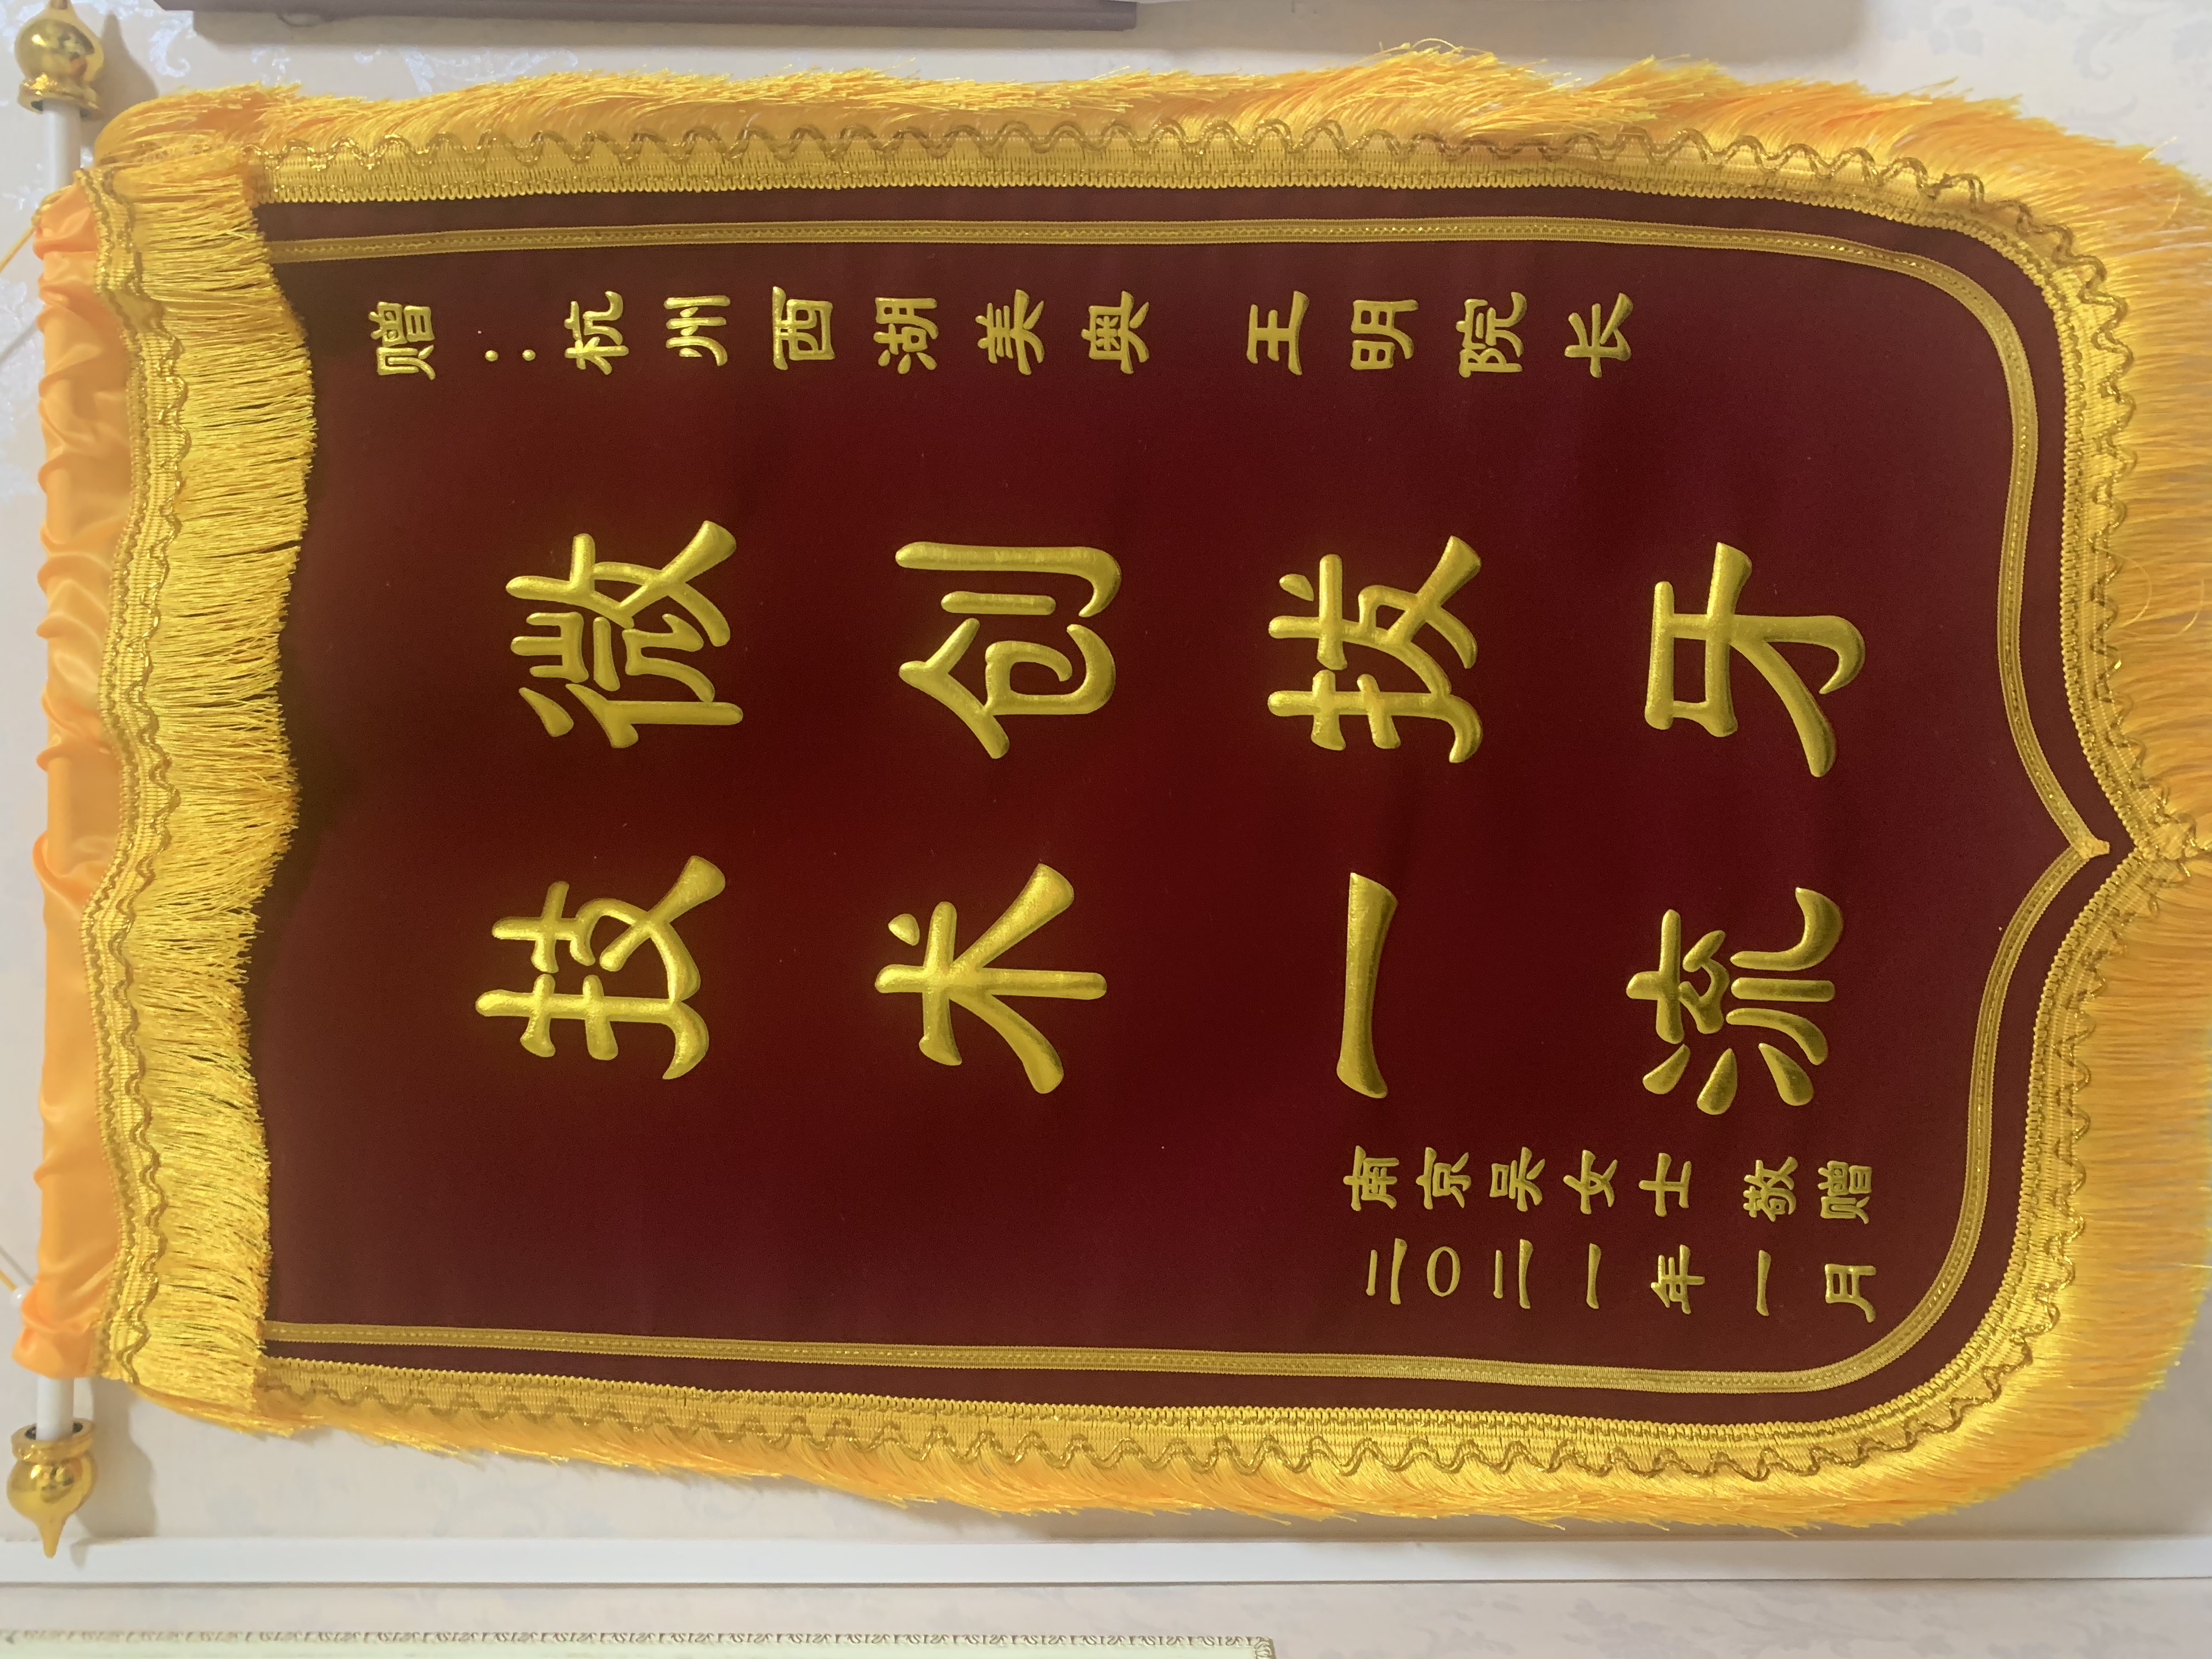 赠：杭州西湖美奥 王明院长
微创拔牙
技术一流
南京吴女士 敬赠
二〇二一年一月